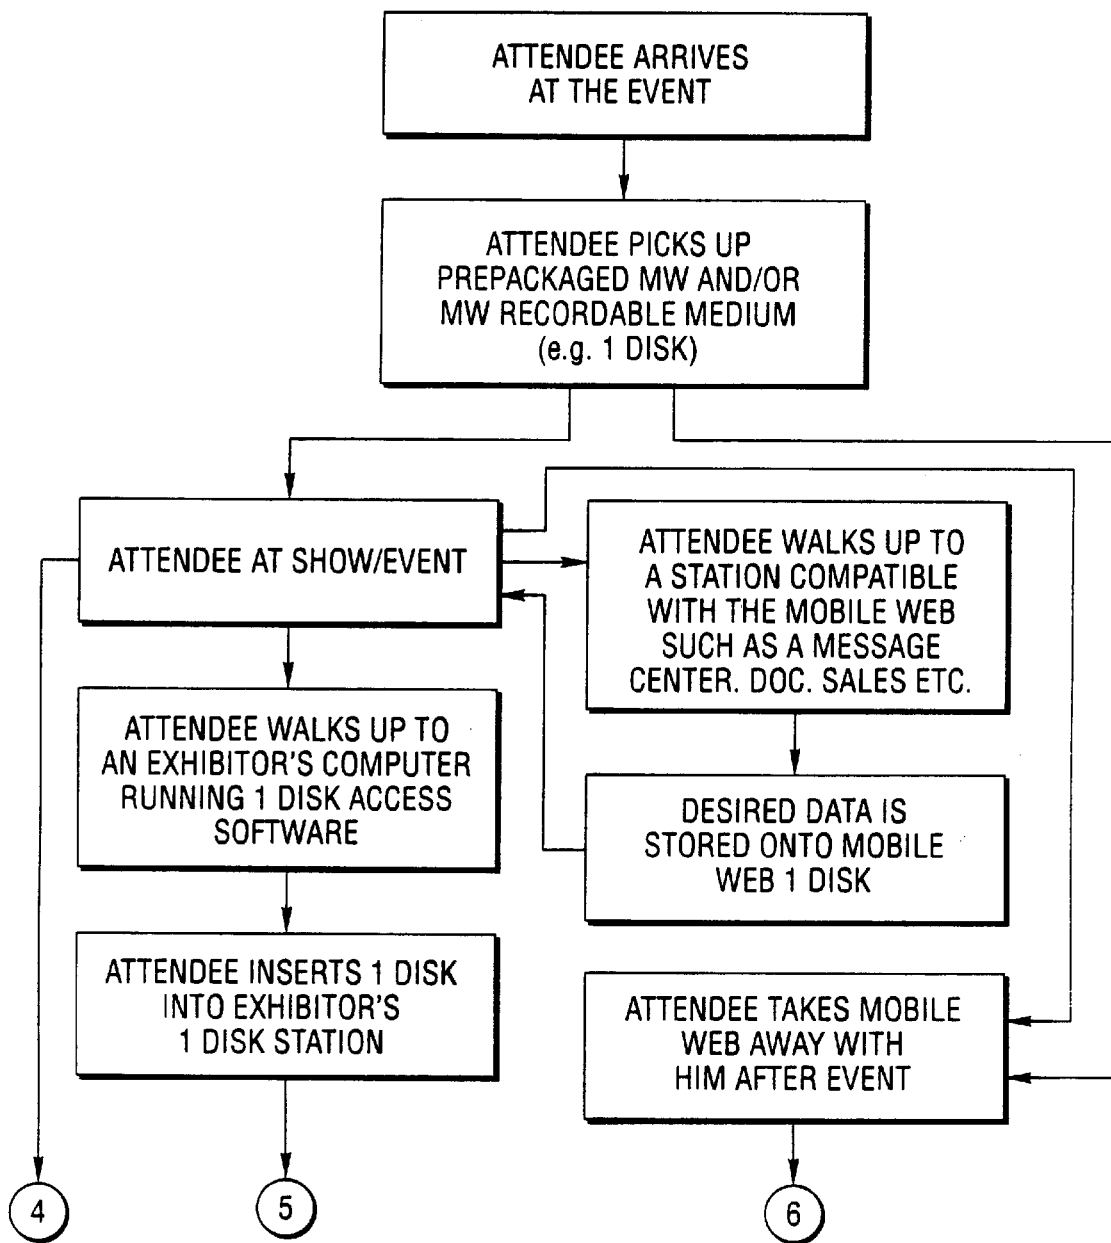 ATTENDEE ARRIVES
AT THE EVENT
ATTENDEE PICKS UP
PREPACKAGED MW AND/OR
MW RECORDABLE MEDIUM
(e.g. 1 DISK)
ATTENDEE AT SHOW/EVENT
ATTENDEE WALKS UP TO
A STATION COMPATIBLE
WITH THE MOBILE WEB
SUCH AS A MESSAGE
CENTER. DOC. SALES ETC.
ATTENDEE WALKS UP TO
AN EXHIBITOR'S COMPUTER
RUNNING 1 DISK ACCESS
SOFTWARE
DESIRED DATA IS
STORED ONTO MOBILE
WEB 1 DISK
ATTENDEE INSERTS 1 DISK
INTO EXHIBITOR'S
1 DISK STATION
ATTENDEE TAKES MOBILE
WEB AWAY WITH
HIM AFTER EVENT
4
5
6